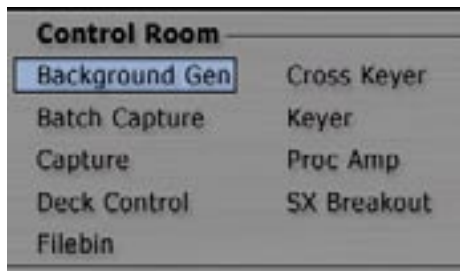 Control Room
Background Gen
Batch Capture
Capture
Deck Control
Filebin
Cross Keyer
Keyer
Proc Amp
SX Breakout